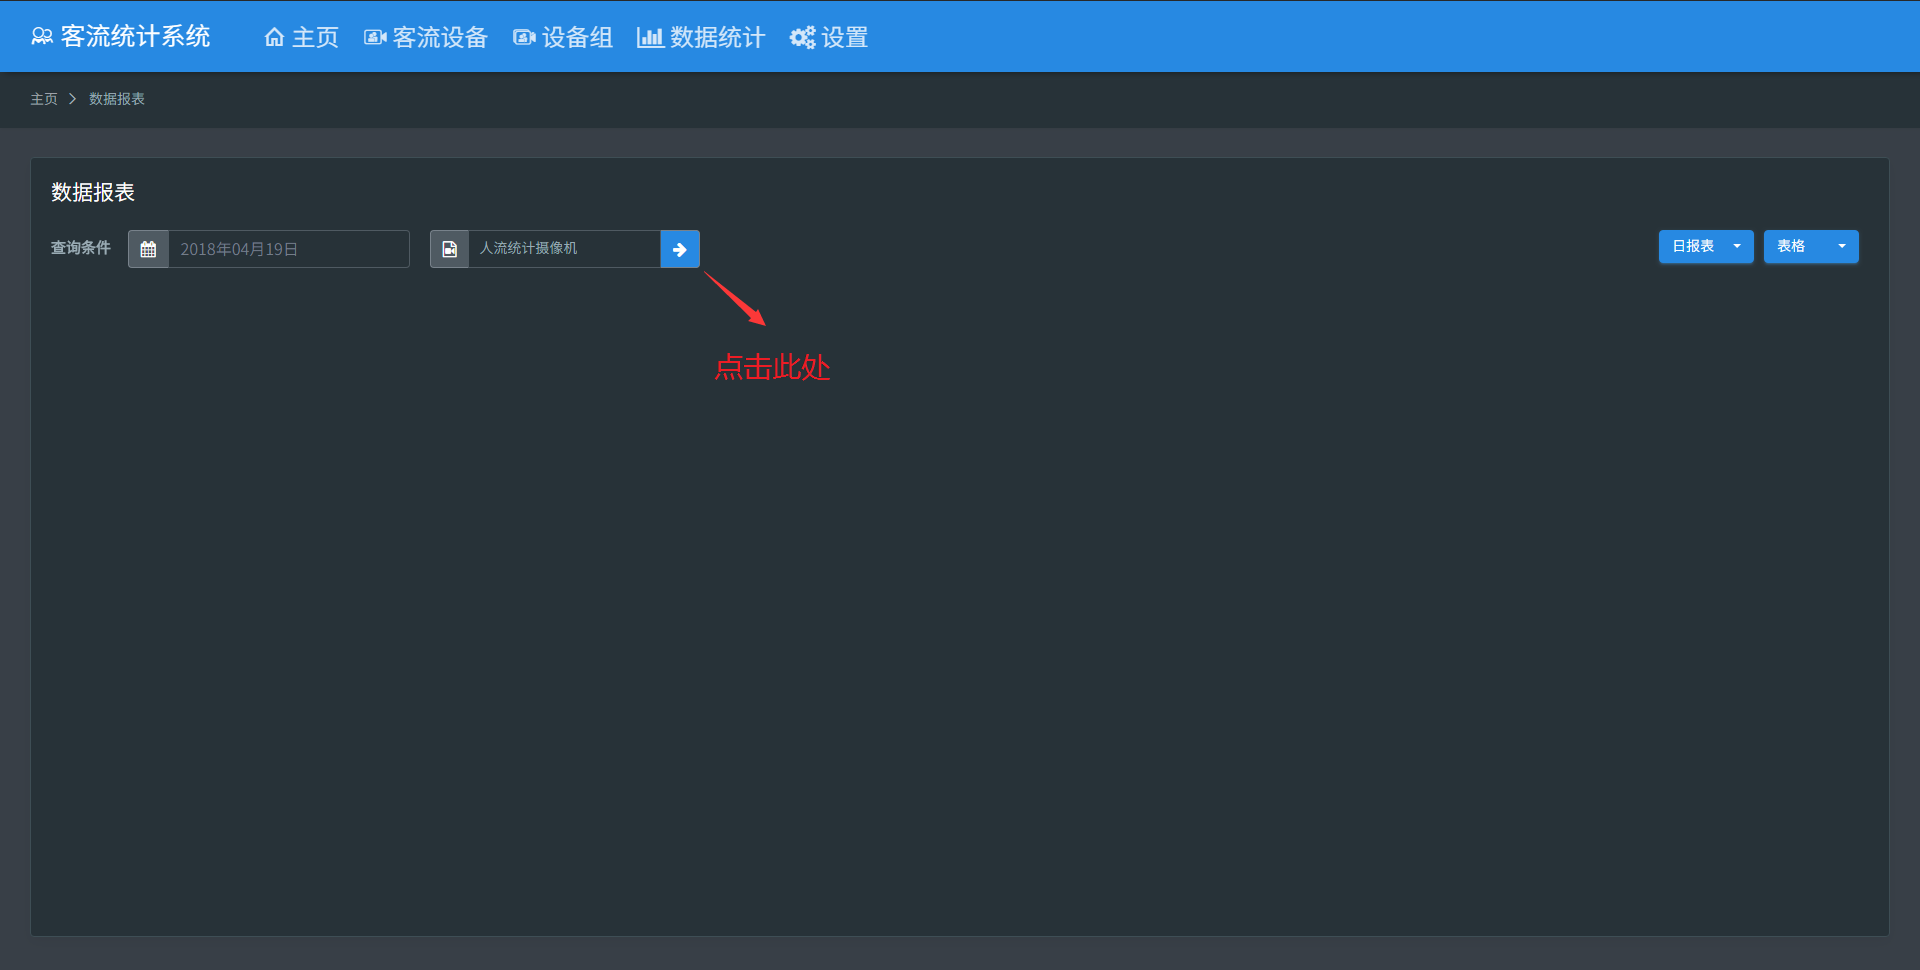 客流统计系统 主页 客流设备 设备组 数据统计 设置
主页 数据报表
数据报表
查询条件 2018年04月19日 人流统计摄像机 日报表 表格
点击此处